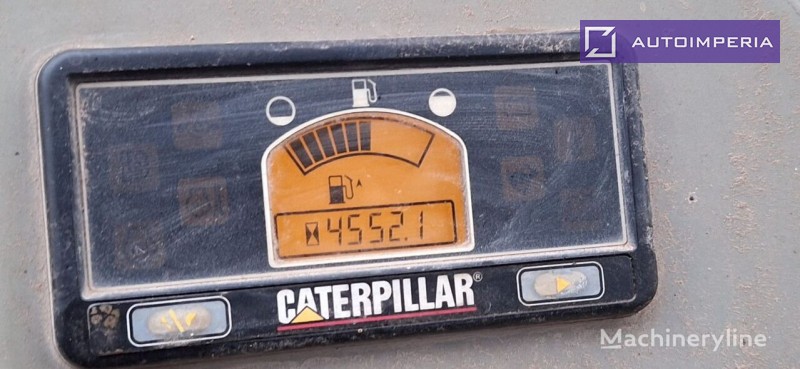 AUTOIMPERIA
4552.1
CATERPILLAR®
Machineryline